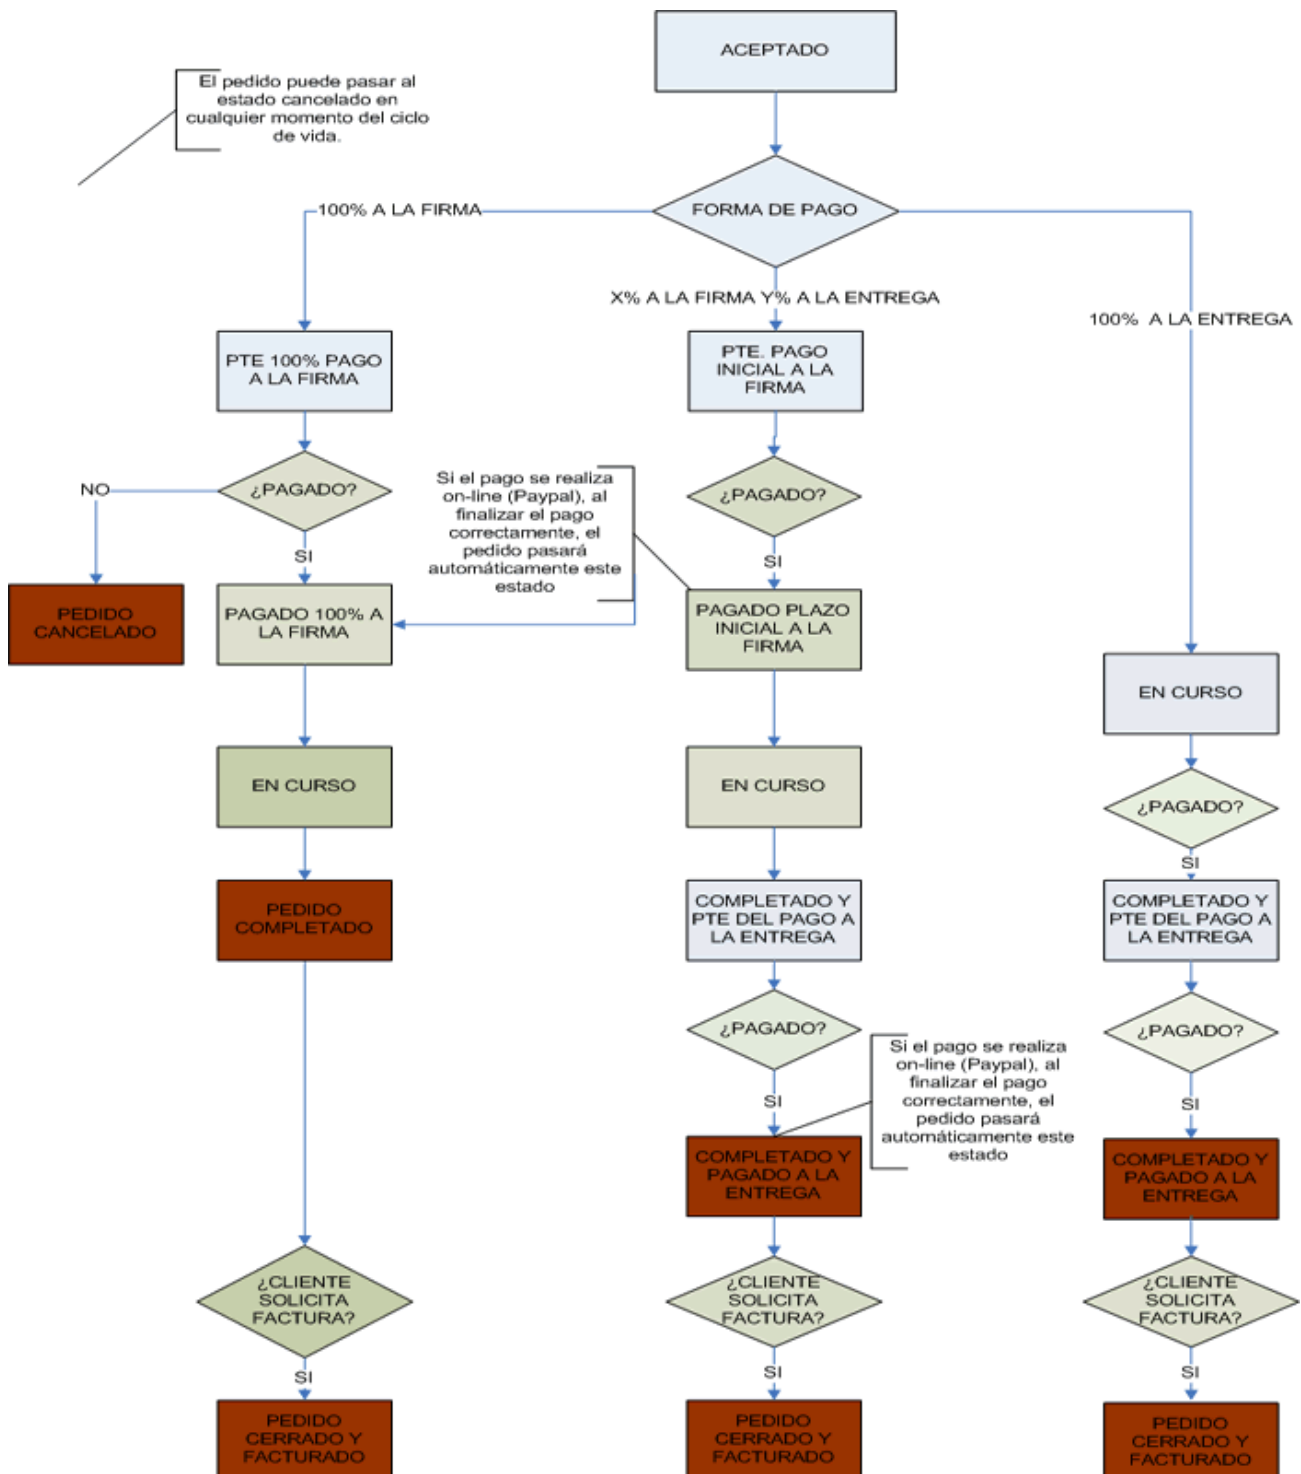 ACEPTADO
El pedido puede pasar al
estado cancelado en
cualquier momento del ciclo
de vida.
100% A LA FIRMA
FORMA DE PAGO
X% A LA FIRMA Y% A LA ENTREGA
100% A LA ENTREGA
PTE 100% PAGO
A LA FIRMA
PTE. PAGO
INICIAL A LA
FIRMA
NO
¿PAGADO?
Si el pago se realiza
on-line (Paypal), al
finalizar el pago
correctamente, el
pedido pasará
automáticamente este
estado
¿PAGADO?
SI
SI
PEDIDO
CANCELADO
PAGADO 100% A
LA FIRMA
PAGADO PLAZO
INICIAL A LA
FIRMA
EN CURSO
EN CURSO
EN CURSO
¿PAGADO?
SI
PEDIDO
COMPLETADO
COMPLETADO Y
PTE DEL PAGO A
LA ENTREGA
COMPLETADO Y
PTE DEL PAGO A
LA ENTREGA
¿PAGADO?
¿PAGADO?
Si el pago se realiza
on-line (Paypal), al
finalizar el pago
correctamente, el
pedido pasará
automáticamente este
estado
SI
SI
COMPLETADO Y
PAGADO A LA
ENTREGA
COMPLETADO Y
PAGADO A LA
ENTREGA
¿CLIENTE
SOLICITA
FACTURA?
¿CLIENTE
SOLICITA
FACTURA?
¿CLIENTE
SOLICITA
FACTURA?
SI
SI
SI
PEDIDO
CERRADO Y
FACTURADO
PEDIDO
CERRADO Y
FACTURADO
PEDIDO
CERRADO Y
FACTURADO